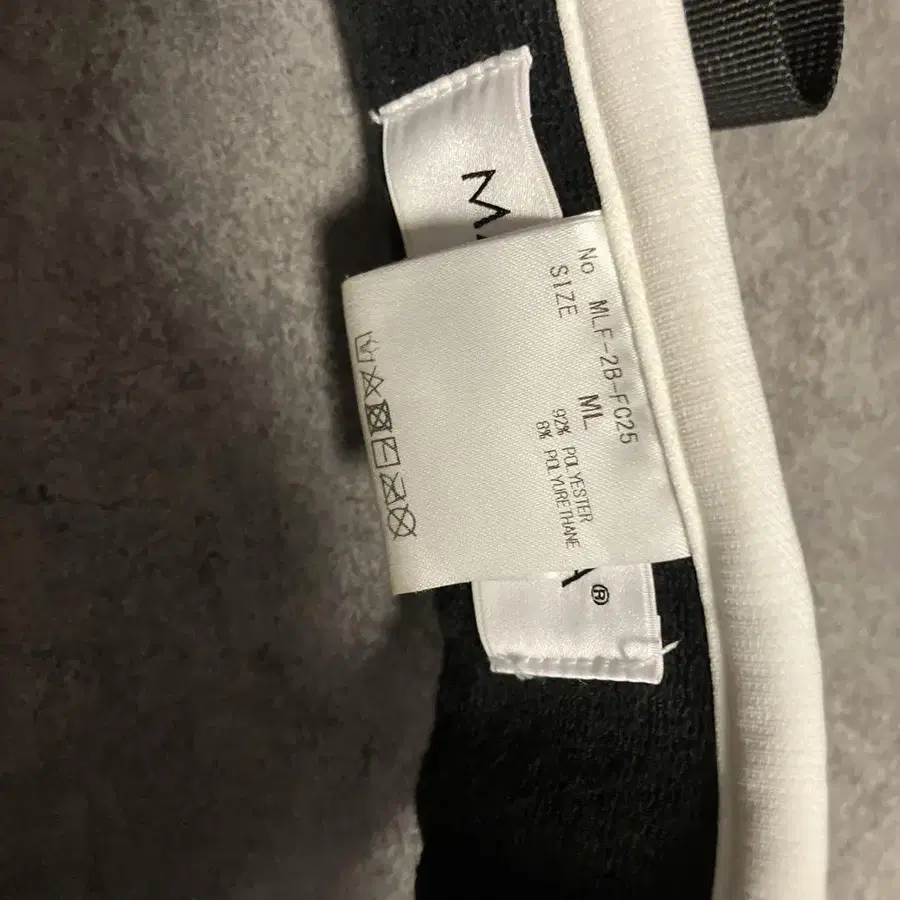 No MLF-2B-FC25
SIZE ML
92% POLYESTER
8% POLYURETHANE
M
A®